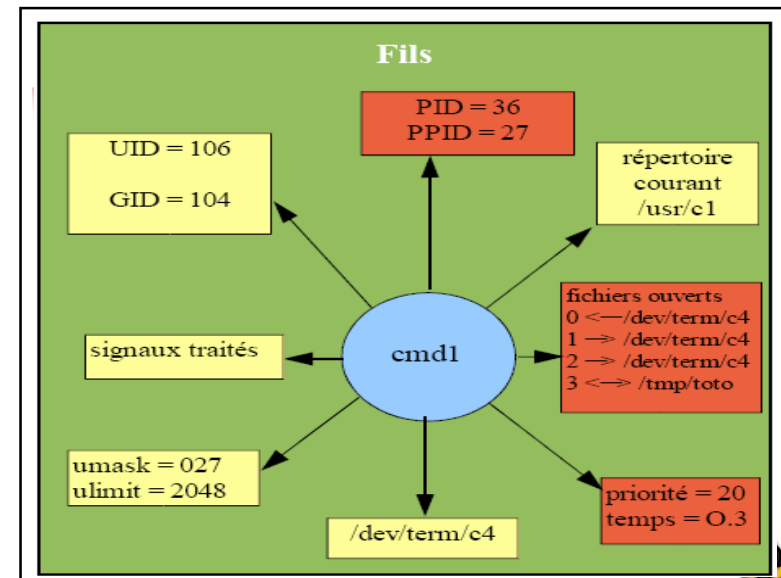 Fils
PID = 36
PPID = 27
UID = 106
GID = 104
répertoire
courant
/usr/c1
fichiers ouverts
0 <—/dev/term/c4
1 —> /dev/term/c4
2 —> /dev/term/c4
3 <—> /tmp/toto
signaux traités
cmd1
umask = 027
ulimit = 2048
/dev/term/c4
priorité = 20
temps = O.3